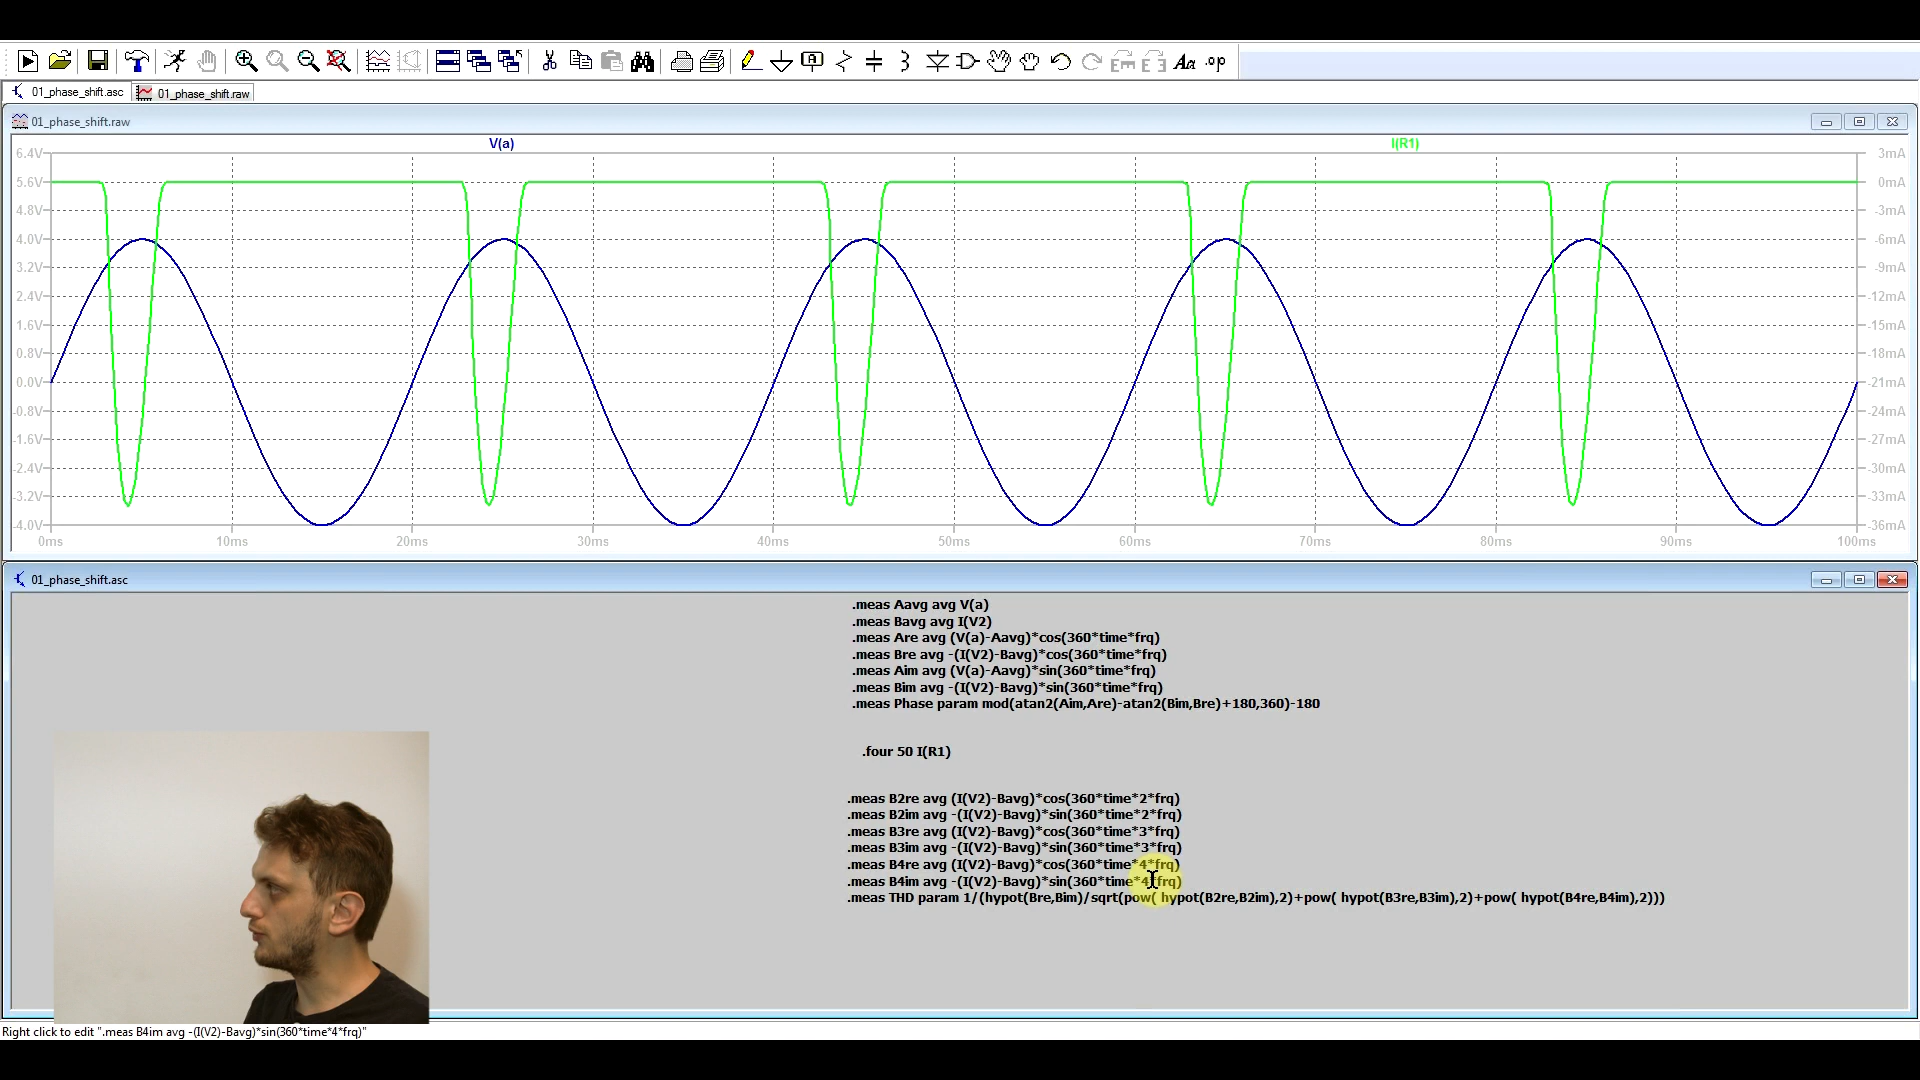 01_phase_shift.asc 01_phase_shift.raw
01_phase_shift.raw
V(a) I(R1)
6.4V 3mA
5.6V 0mA
4.8V -3mA
4.0V -6mA
3.2V -9mA
2.4V -12mA
1.6V -15mA
0.8V -18mA
0.0V -21mA
-0.8V -24mA
-1.6V -27mA
-2.4V -30mA
-3.2V -33mA
-4.0V -36mA
0ms 10ms 20ms 30ms 40ms 50ms 60ms 70ms 80ms 90ms 100ms
01_phase_shift.asc
.meas Aavg avg V(a)
.meas Bavg avg I(V2)
.meas Are avg (V(a)-Aavg)*cos(360*time*frq)
.meas Bre avg -(I(V2)-Bavg)*cos(360*time*frq)
.meas Aim avg (V(a)-Aavg)*sin(360*time*frq)
.meas Bim avg -(I(V2)-Bavg)*sin(360*time*frq)
.meas Phase param mod(atan2(Aim,Are)-atan2(Bim,Bre)+180,360)-180
.four 50 I(R1)
.meas B2re avg (I(V2)-Bavg)*cos(360*time*2*frq)
.meas B2im avg -(I(V2)-Bavg)*sin(360*time*2*frq)
.meas B3re avg (I(V2)-Bavg)*cos(360*time*3*frq)
.meas B3im avg -(I(V2)-Bavg)*sin(360*time*3*frq)
.meas B4re avg (I(V2)-Bavg)*cos(360*time*4*frq)
.meas B4im avg -(I(V2)-Bavg)*sin(360*time*4*frq)
.meas THD param 1/(hypot(Bre,Bim)/sqrt(pow( hypot(B2re,B2im),2)+pow( hypot(B3re,B3im),2)+pow( hypot(B4re,B4im),2)))
Right click to edit ".meas B4im avg -(I(V2)-Bavg)*sin(360*time*4*frq)"